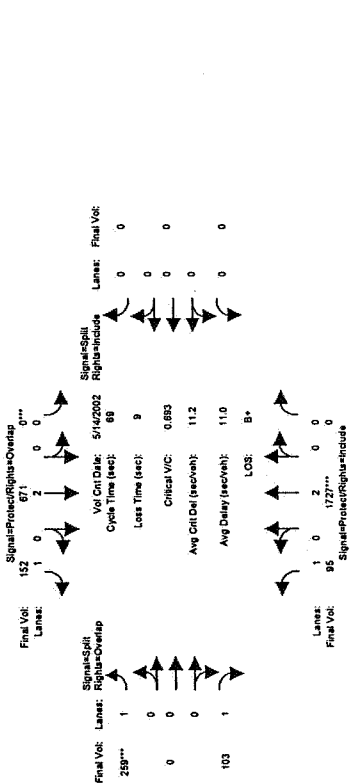 Signal=Protect/Rights=Overlap
Final Vol: 152 671 0***
Lanes: 1 0 2 0 0
Signal=Split
Rights=Overlap
Final Vol: Lanes:
259*** 1
0
0 0
0
103 1
Vol Cnt Date: 5/14/2002
Cycle Time (sec): 69
Loss Time (sec): 9
Critical V/C: 0.693
Avg Crit Del (sec/veh): 11.2
Avg Delay (sec/veh): 11.0
LOS: B+
Signal=Split
Rights=Include
Lanes: Final Vol:
0 0
0
0 0
0
0 0
Lanes: 1 0 2 0 0
Final Vol: 95 1727*** 0
Signal=Protect/Rights=Include